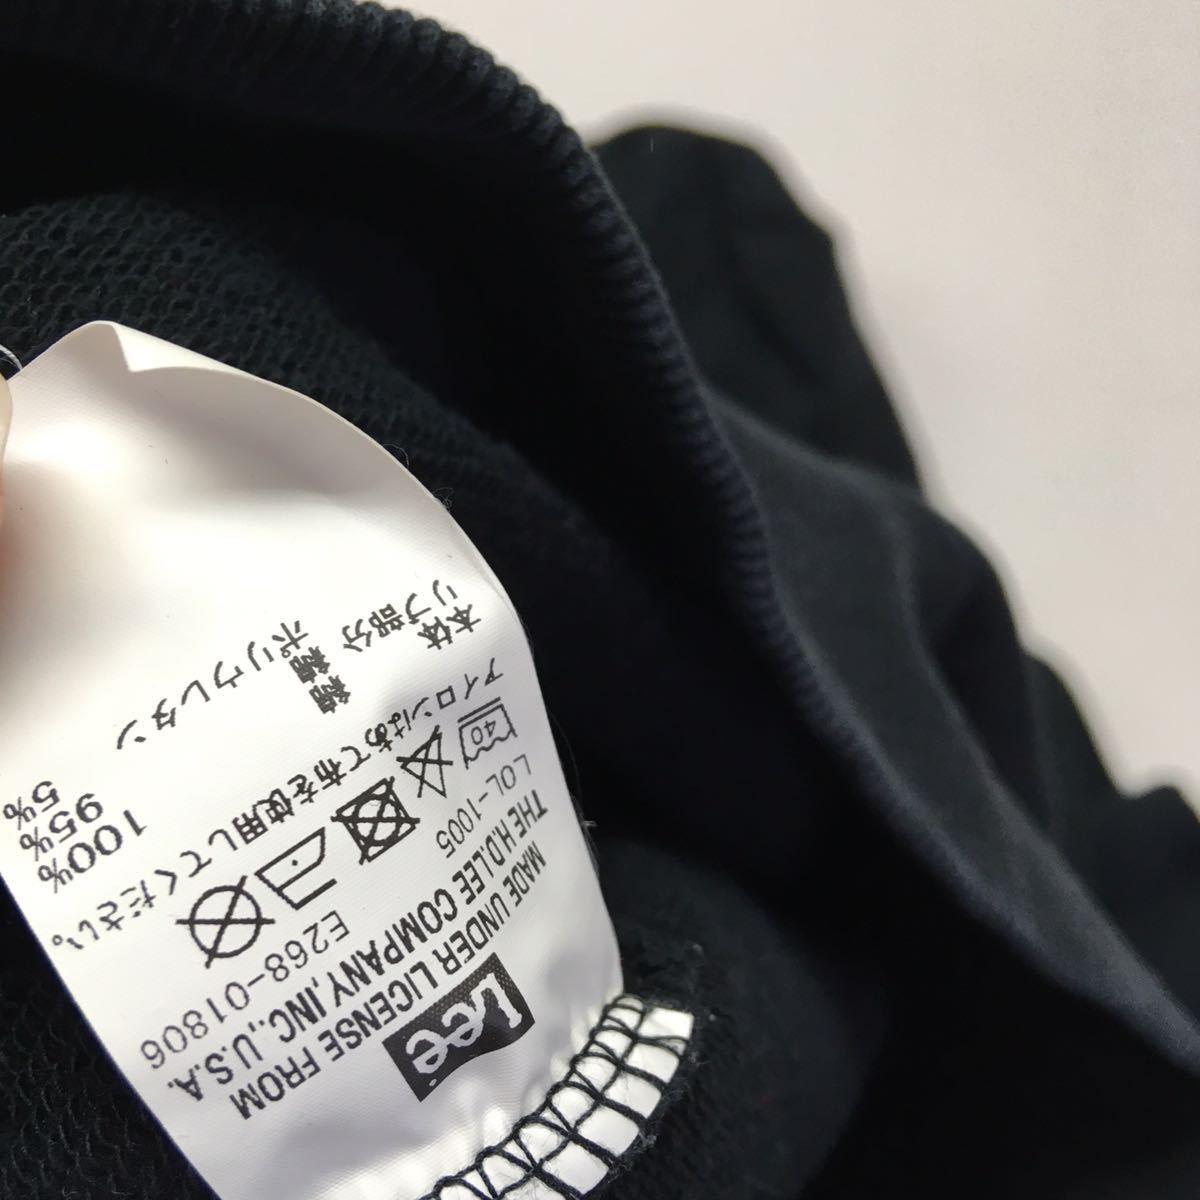 Lee
MADE UNDER LICENSE FROM
THE H.D.LEE COMPANY,INC.,U.S.A.
LOL-1005 E268-01806
40
アイロンはあて布を使用してください。
本体 綿 100%
リブ部分 綿 95%
ポリウレタン 5%